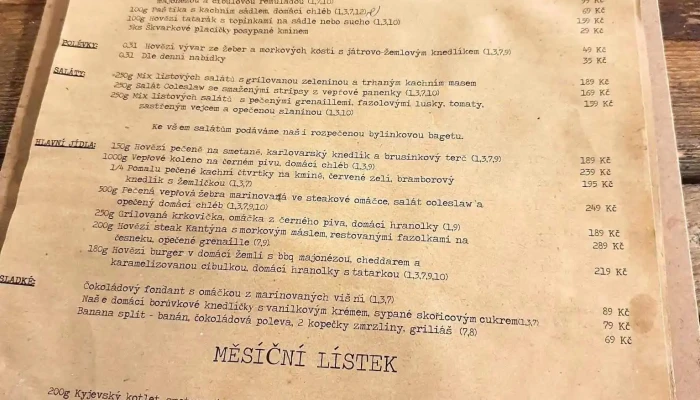 majonézou a cibulovou remuládou (1,3,7,10) 99 Kč
100g Paštika s kachním sádlem, domácí chléb (1,3,7,12) 69 Kč
100g Hovězí tatarák s topinkami na sádle nebo sucho (1,3,10) 159 Kč
3ks Škvarkové placičky posypané kmínem 29 Kč
POLÉVKY: 0,3l Hovězí vývar ze žeber a morkových kostí s játrovo-žemlovým knedlíkem (1,3,7,9) 49 Kč
0,3l Dle denní nabídky 35 Kč
SALÁTY: 250g Mix listových salátů s grilovanou zeleninou a trhaným kachním masem 189 Kč
250g Salát Coleslaw se smaženými stripsy z vepřové panenky (1,3,7,10) 169 Kč
250g Mix listových salátů s pečenými grenaillemi, fazolovými lusky, tomaty, 159 Kč
zastřeným vejcem a opečenou slaninou (1,3,10)
Ke všem salátům podáváme naši rozpečenou bylinkovou bagetu.
HLAVNÍ JÍDLA: 150g Hovězí pečeně na smetaně, karlovarský knedlík a brusinkový terč (1,3,7,9) 189 Kč
1000g Vepřové koleno na černém pivu, domácí chléb (1,3,9) 239 Kč
1/4 Pomalu pečené kachní čtvrtky na kmíně, červené zelí, bramborový 195 Kč
knedlík s žemličkou (1,3,7)
500g Pečená vepřová žebra marinovaná ve steakové omáčce, salát coleslaw a 249 Kč
opečený domácí chléb (1,3,7,9,10)
250g Grilovaná krkovička, omáčka z černého piva, domácí hranolky (1,9) 189 Kč
200g Hovězí steak Kantýna s morkovým máslem, restovanými fazolkami na 289 Kč
česneku, opečené grenaille (7,9)
180g Hovězí burger v domácí žemli s bbq majonézou, cheddarem a 219 Kč
karamelizovanou cibulkou, domácí hranolky s tatarkou (1,3,7,9,10)
SLADKÉ: Čokoládový fondant s omáčkou z marinovaných višní (1,3,7) 89 Kč
Naše domácí borůvkové knedlíčky s vanilkovým krémem, sypané skořicovým cukrem (1,3,7) 79 Kč
Banana split - banán, čokoládová poleva, 2 kopečky zmrzliny, griliáš (7,8) 69 Kč
MĚSÍČNÍ LÍSTEK
200g Kyjevský kotlet